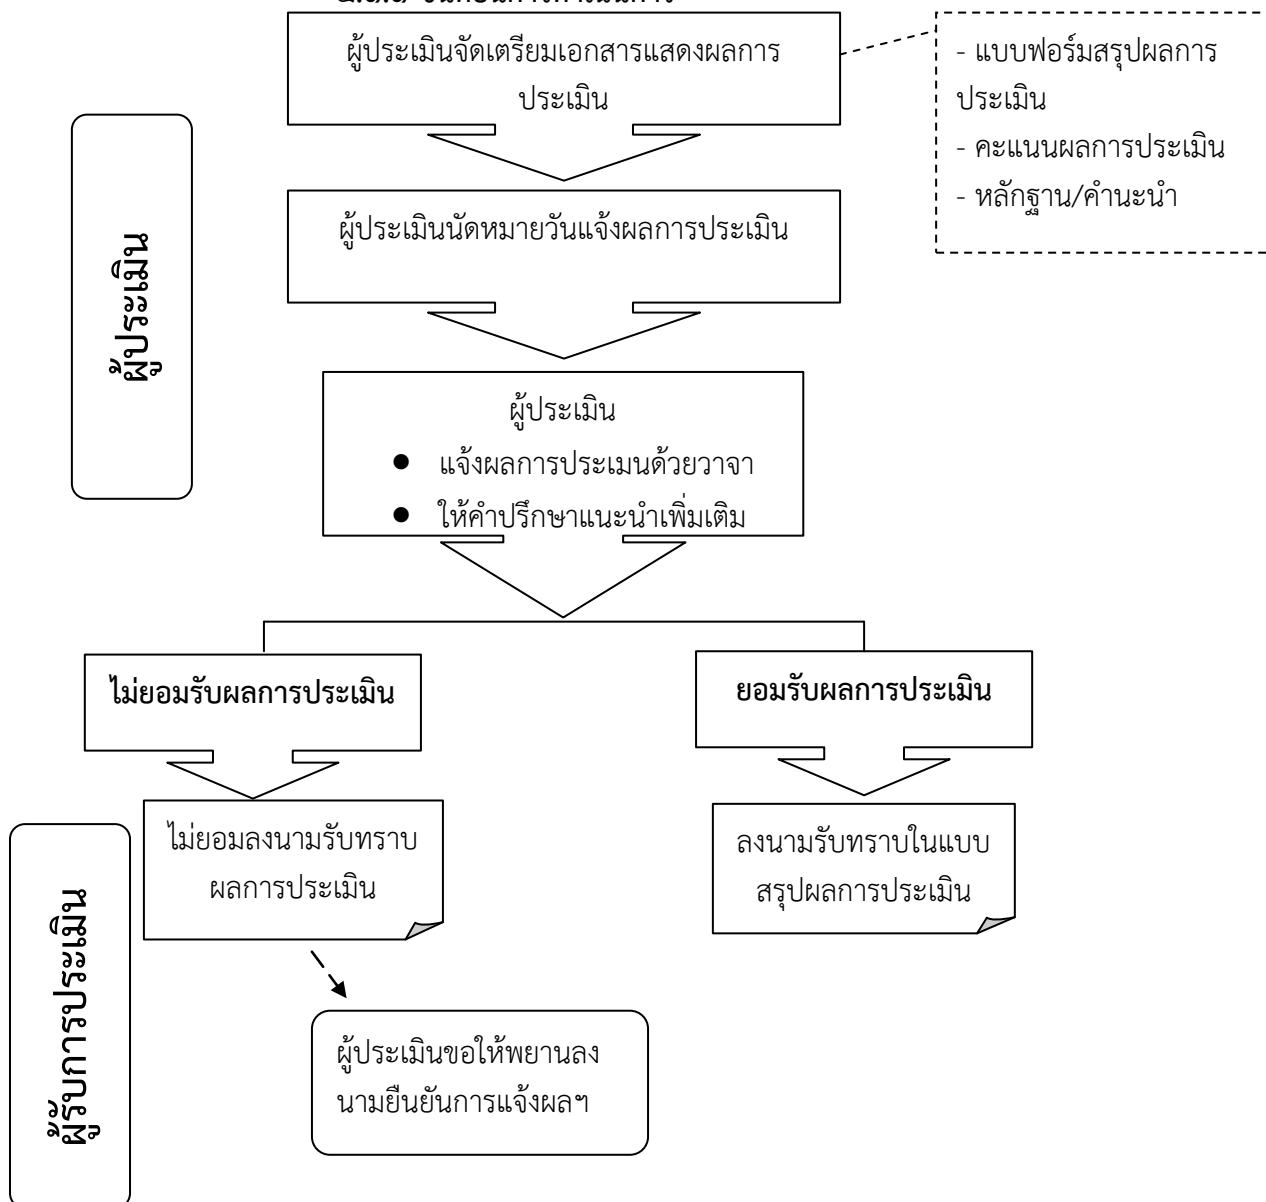 ผู้ประเมินจัดเตรียมเอกสารแสดงผลการ
ประเมิน
- แบบฟอร์มสรุปผลการ
ประเมิน
- คะแนนผลการประเมิน
- หลักฐาน/คำนะนำ
ผู้ประเมินนัดหมายวันแจ้งผลการประเมิน
ผู้ประเมิน
ผู้ประเมิน
● แจ้งผลการประเมนด้วยวาจา
● ให้คำปรึกษาแนะนำเพิ่มเติม
ไม่ยอมรับผลการประเมิน
ยอมรับผลการประเมิน
ไม่ยอมลงนามรับทราบ
ผลการประเมิน
ลงนามรับทราบในแบบ
สรุปผลการประเมิน
ผู้รับการประเมิน
ผู้ประเมินขอให้พยานลง
นามยืนยันการแจ้งผลฯ